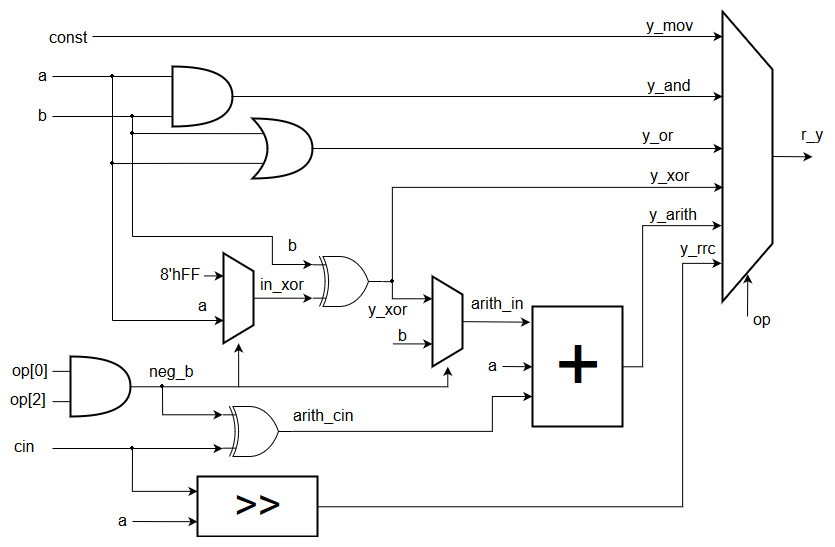 y_mov
const
a
y_and
b
y_or
r_y
y_xor
y_arith
b
y_rrc
8'hFF
in_xor
a
arith_in
y_xor
op
b
+
a
op[0]
neg_b
op[2]
arith_cin
cin
>>
a